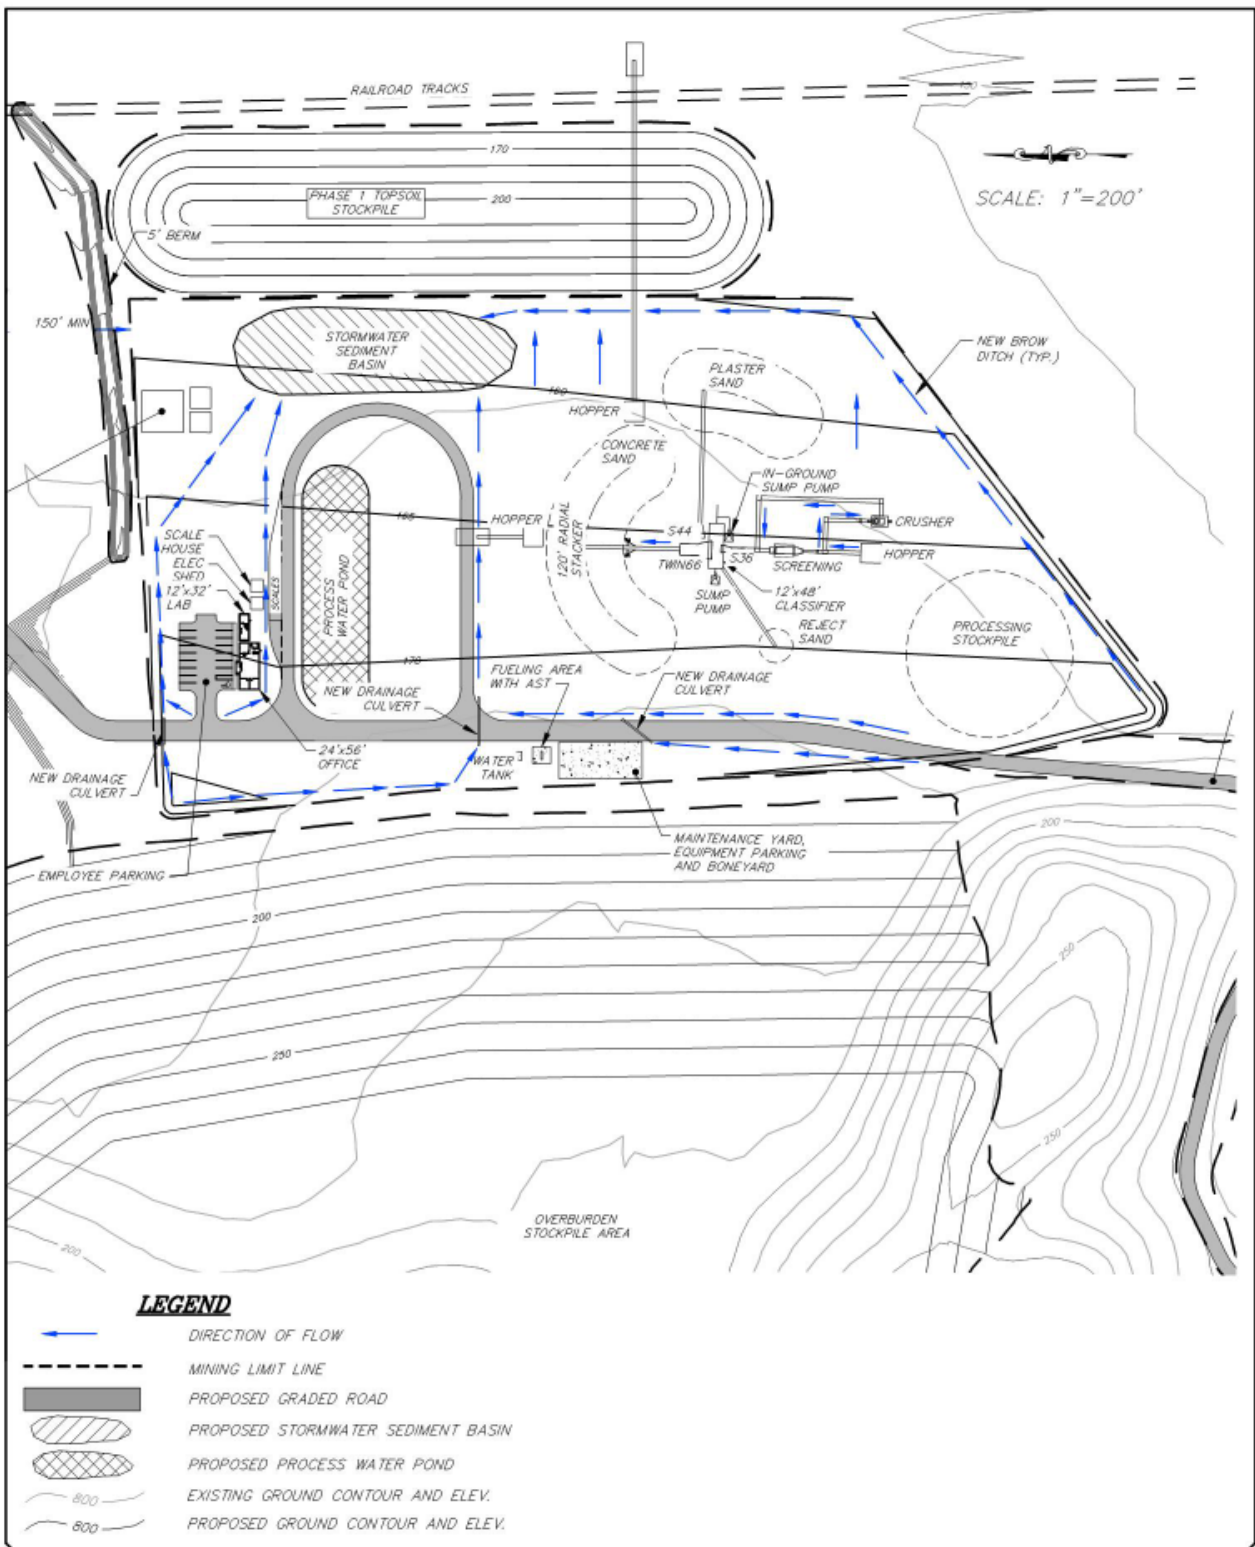 RAILROAD TRACKS
190
170
PHASE 1 TOPSOIL
STOCKPILE
200
SCALE: 1"=200'
5' BERM
150' MIN
STORMWATER
SEDIMENT
BASIN
NEW BROW
DITCH (TYP.)
PLASTER
SAND
160
HOPPER
CONCRETE
SAND
IN-GROUND
SUMP PUMP
165
HOPPER
120' RADIAL
STACKER
S44
CRUSHER
SCALE
HOUSE
ELEC
SHED
12'x32'
LAB
SCALES
PROCESS
WATER POND
TWIN66
S36
SCREENING
HOPPER
SUMP
PUMP
12'x48'
CLASSIFIER
REJECT
SAND
PROCESSING
STOCKPILE
170
FUELING AREA
WITH AST
NEW DRAINAGE
CULVERT
NEW DRAINAGE
CULVERT
24'x56'
OFFICE
WATER
TANK
NEW DRAINAGE
CULVERT
MAINTENANCE YARD,
EQUIPMENT PARKING
AND BONEYARD
EMPLOYEE PARKING
200
200
250
250
250
OVERBURDEN
STOCKPILE AREA
200
LEGEND
DIRECTION OF FLOW
MINING LIMIT LINE
PROPOSED GRADED ROAD
PROPOSED STORMWATER SEDIMENT BASIN
PROPOSED PROCESS WATER POND
800 EXISTING GROUND CONTOUR AND ELEV.
800 PROPOSED GROUND CONTOUR AND ELEV.